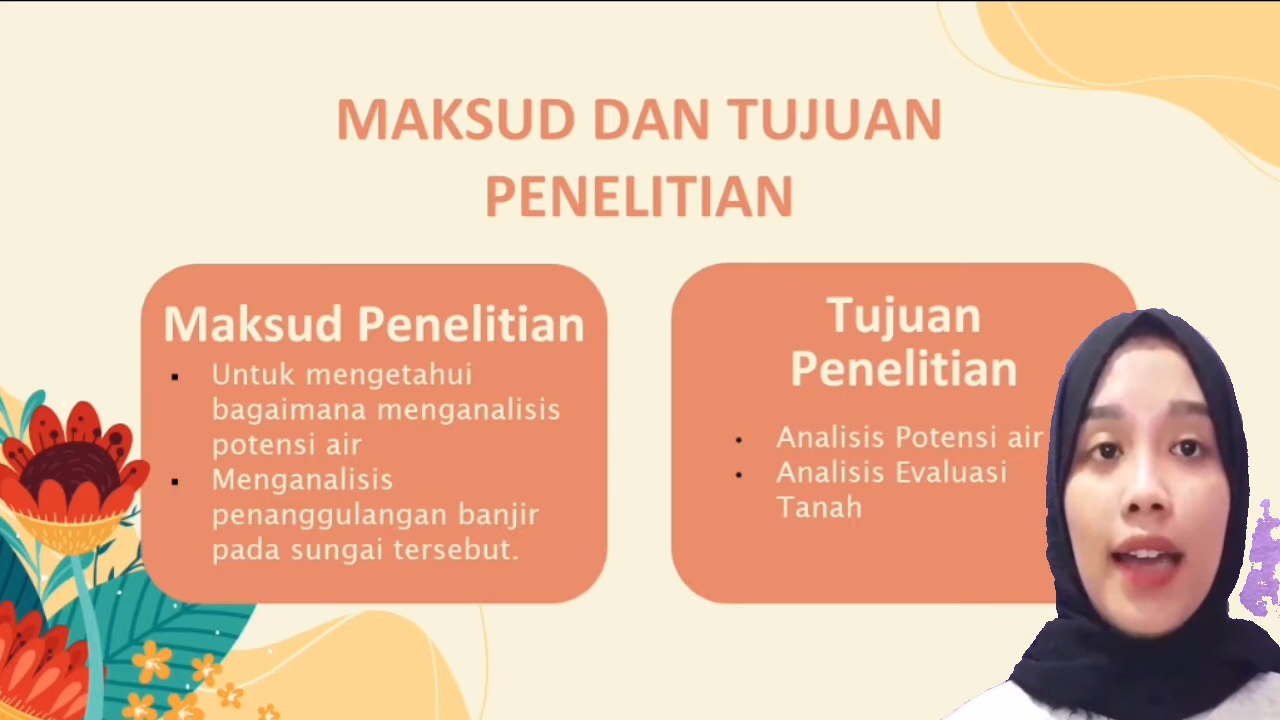 MAKSUD DAN TUJUAN
PENELITIAN
Maksud Penelitian
Untuk mengetahui
bagaimana menganalisis
potensi air
Menganalisis
penanggulangan banjir
pada sungai tersebut.
Tujuan
Penelitian
Analisis Potensi air
Analisis Evaluasi
Tanah